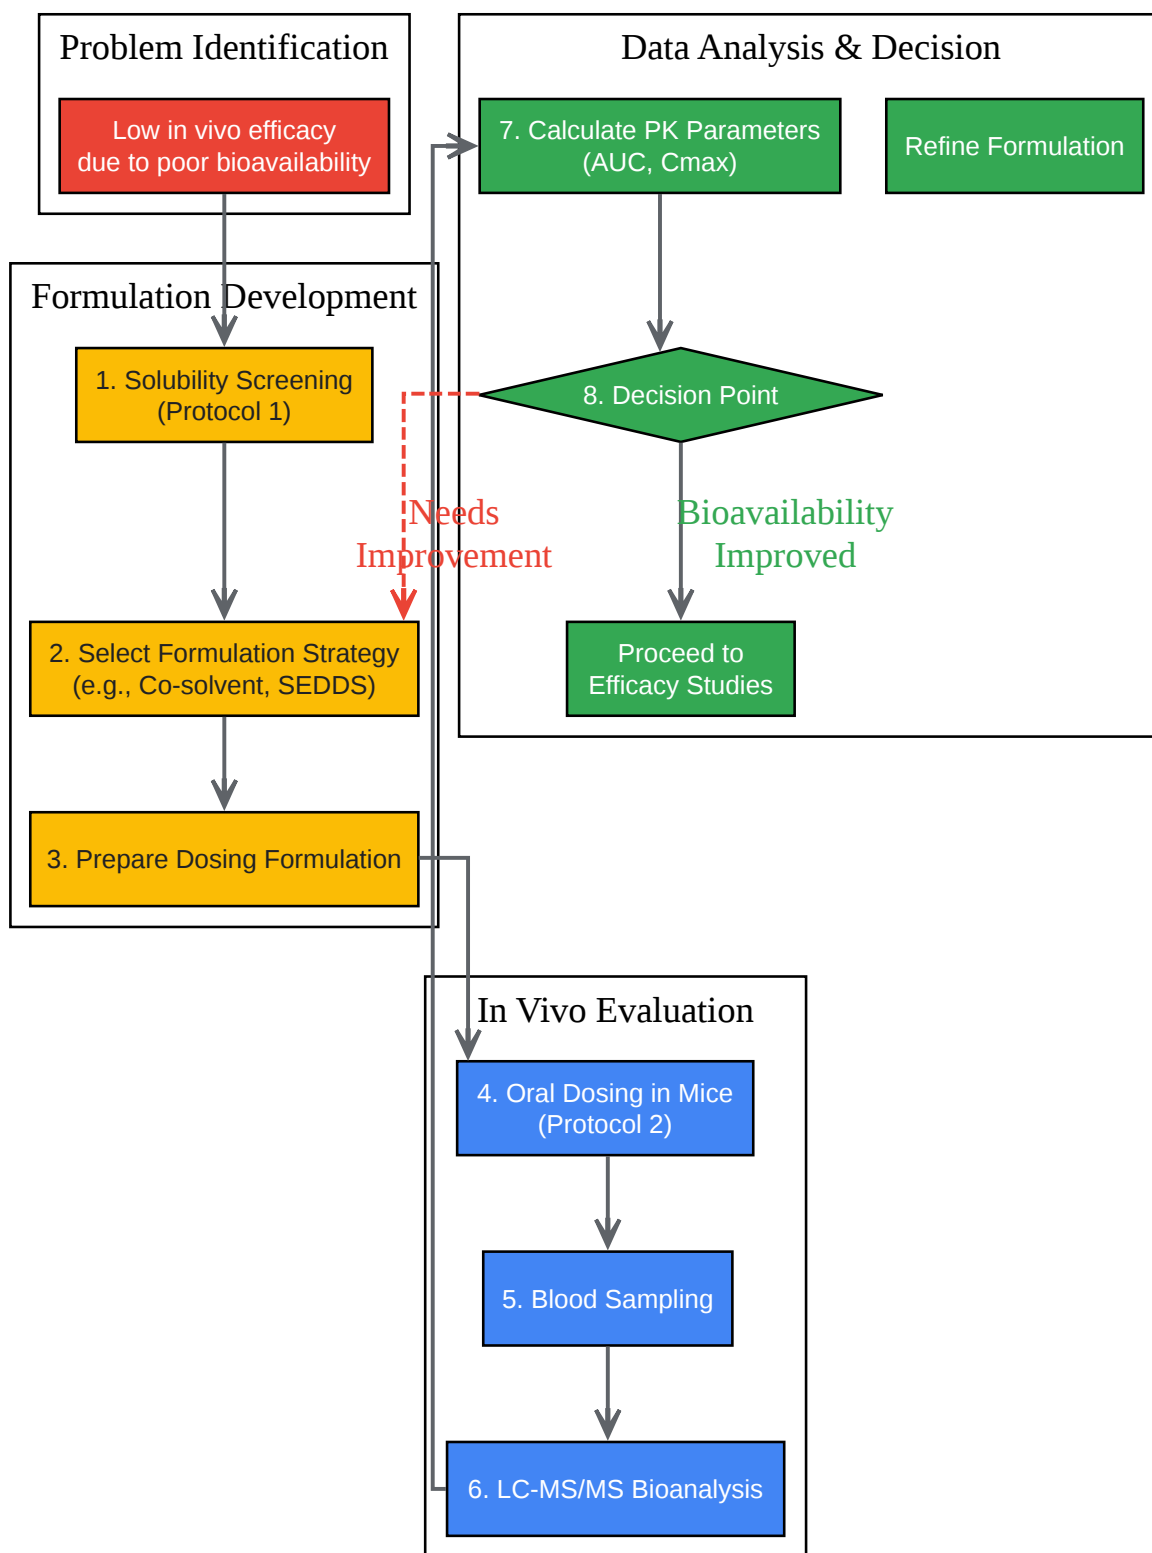 Problem Identification
Low in vivo efficacy
due to poor bioavailability
Formulation Development
1. Solubility Screening
(Protocol 1)
2. Select Formulation Strategy
(e.g., Co-solvent, SEDDS)
3. Prepare Dosing Formulation
In Vivo Evaluation
4. Oral Dosing in Mice
(Protocol 2)
5. Blood Sampling
6. LC-MS/MS Bioanalysis
Data Analysis & Decision
7. Calculate PK Parameters
(AUC, Cmax)
Refine Formulation
8. Decision Point
Needs
Improvement
Bioavailability
Improved
Proceed to
Efficacy Studies